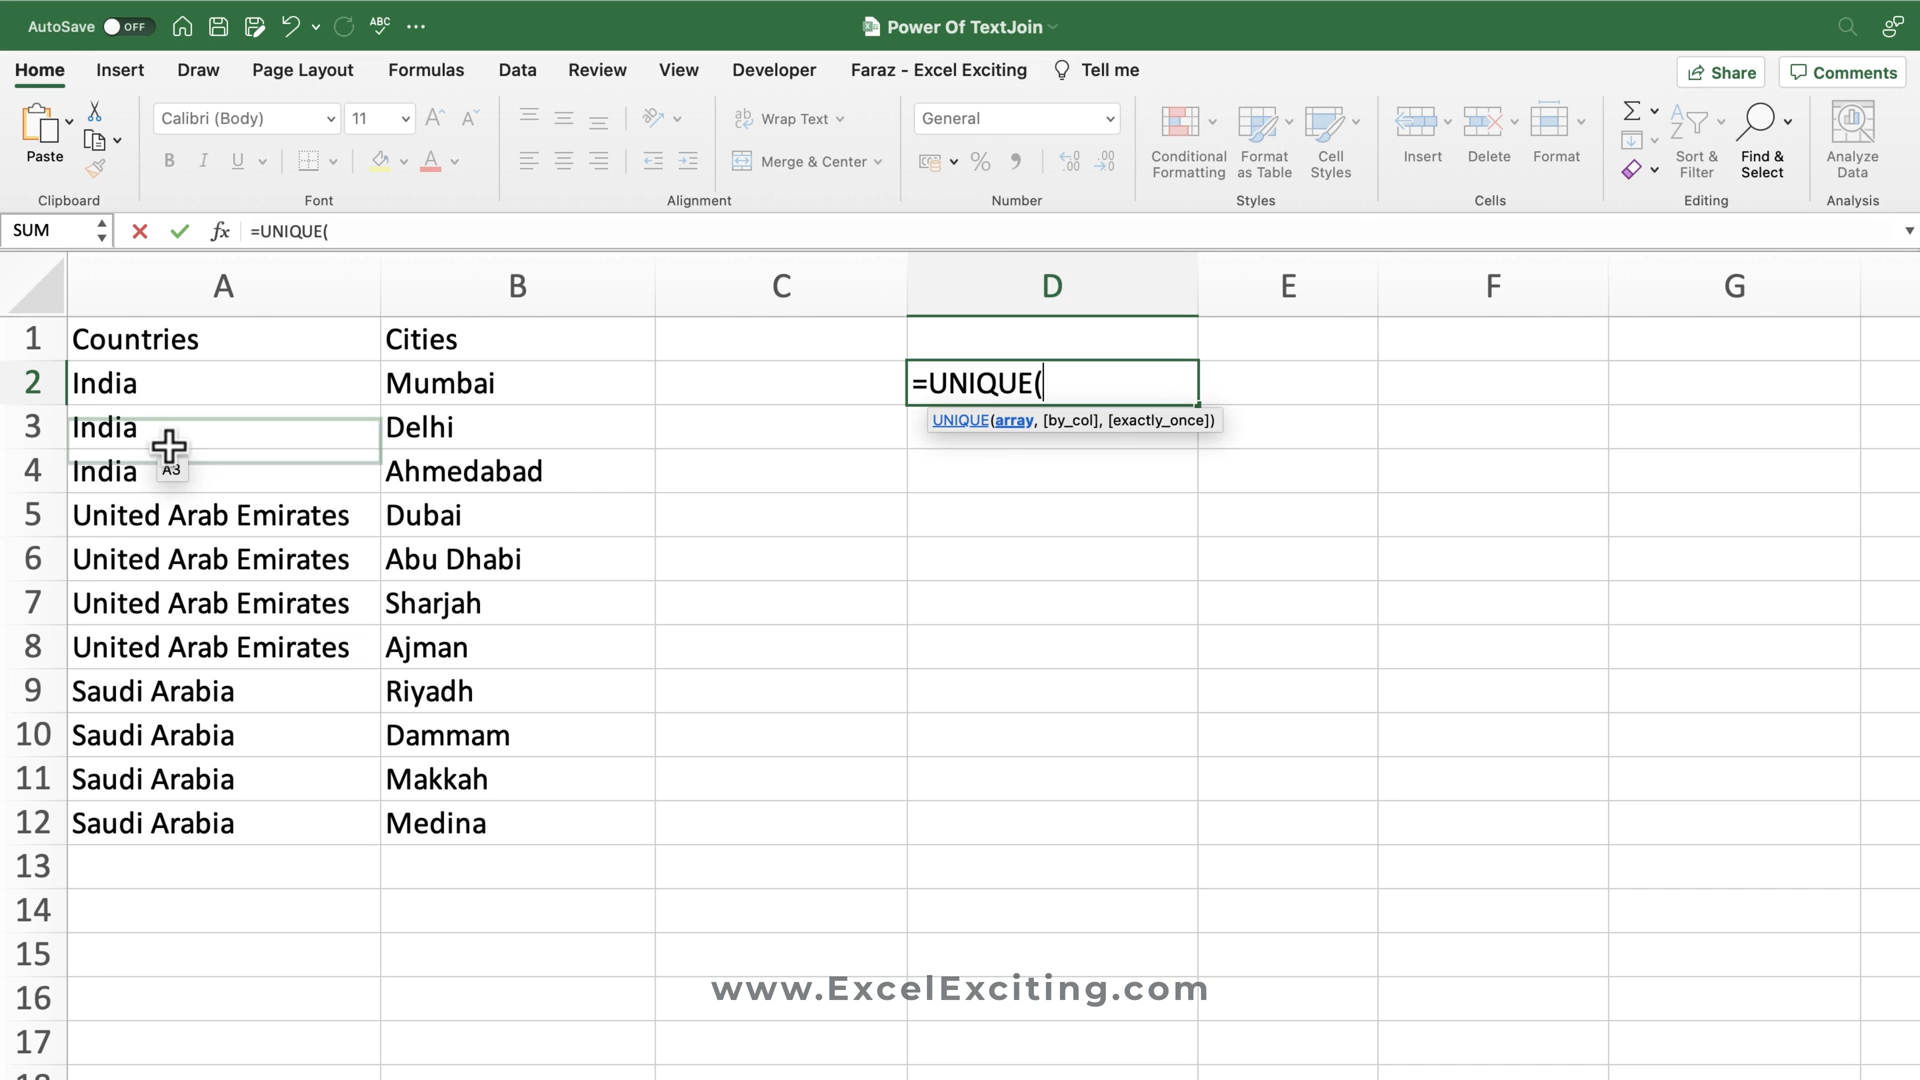 AutoSave OFF ABC ... Power Of TextJoin
Home Insert Draw Page Layout Formulas Data Review View Developer Faraz - Excel Exciting Tell me Share Comments
Calibri (Body) 11 A A ab Wrap Text General
Paste B I U A Merge & Center % Conditional Formatting Format as Table Cell Styles Insert Delete Format Sort & Filter Find & Select Analyze Data
Clipboard Font Alignment Number Styles Cells Editing Analysis
SUM fx =UNIQUE(
A B C D E F G
1 Countries Cities
2 India Mumbai =UNIQUE(
UNIQUE(array, [by_col], [exactly_once])
3 India Delhi
A3
4 India Ahmedabad
5 United Arab Emirates Dubai
6 United Arab Emirates Abu Dhabi
7 United Arab Emirates Sharjah
8 United Arab Emirates Ajman
9 Saudi Arabia Riyadh
10 Saudi Arabia Dammam
11 Saudi Arabia Makkah
12 Saudi Arabia Medina
13
14
15
16 www.ExcelExciting.com
17